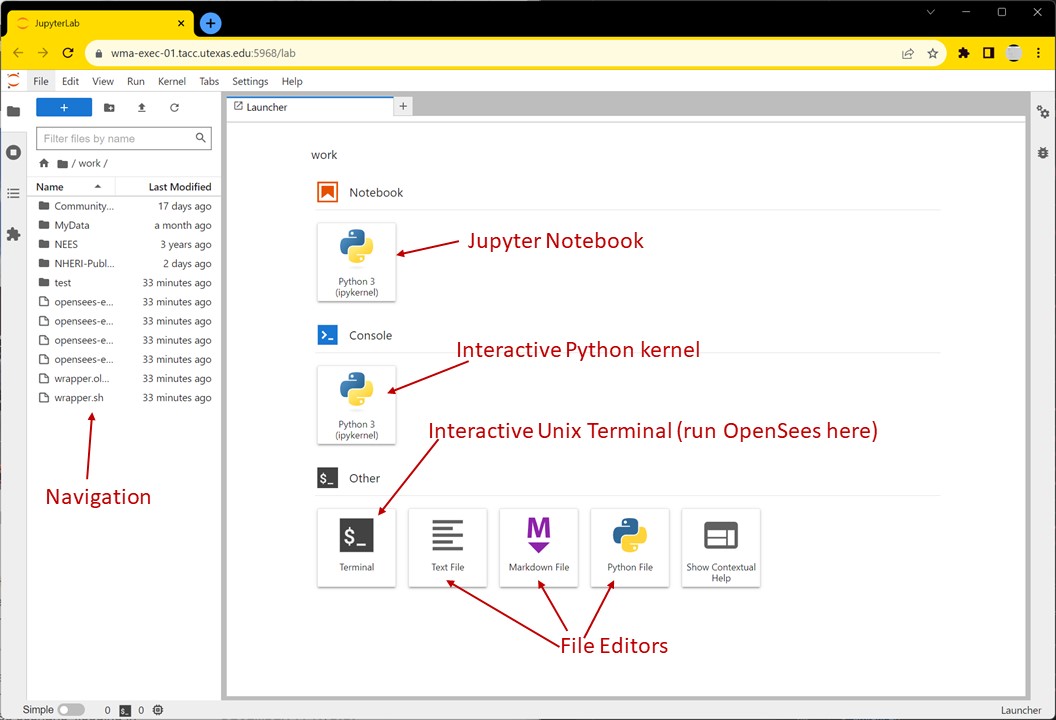 JupyterLab
wma-exec-01.tacc.utexas.edu:5968/lab
File Edit View Run Kernel Tabs Settings Help
Launcher
Filter files by name
/ work /
Name Last Modified
Community... 17 days ago
MyData a month ago
NEES 3 years ago
NHERI-Publ... 2 days ago
test 33 minutes ago
opensees-e... 33 minutes ago
opensees-e... 33 minutes ago
opensees-e... 33 minutes ago
opensees-e... 33 minutes ago
wrapper.ol... 33 minutes ago
wrapper.sh 33 minutes ago
Navigation
work
Notebook
Python 3
(ipykernel)
Jupyter Notebook
Console
Interactive Python kernel
Python 3
(ipykernel)
Interactive Unix Terminal (run OpenSees here)
$_ Other
$_
Terminal
Text File
M
Markdown File
Python File
Show Contextual
Help
File Editors
Simple 0 $_ 0
Launcher